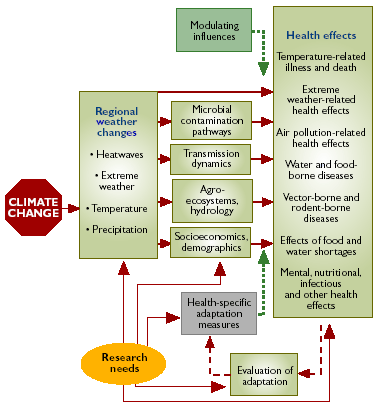 Modulating
influences
Health effects
Temperature-related
illness and death
Extreme
weather-related
health effects
Air pollution-related
health effects
Water and food-
borne diseases
Vector-borne and
rodent-borne
diseases
Effects of food and
water shortages
Mental, nutritional,
infectious
and other health
effects
Regional
weather
changes
• Heatwaves
• Extreme
weather
• Temperature
• Precipitation
Microbial
contamination
pathways
Transmission
dynamics
Agro-
ecosystems,
hydrology
Socioeconomics,
demographics
CLIMATE
CHANGE
Health-specific
adaptation
measures
Research
needs
Evaluation of
adaptation